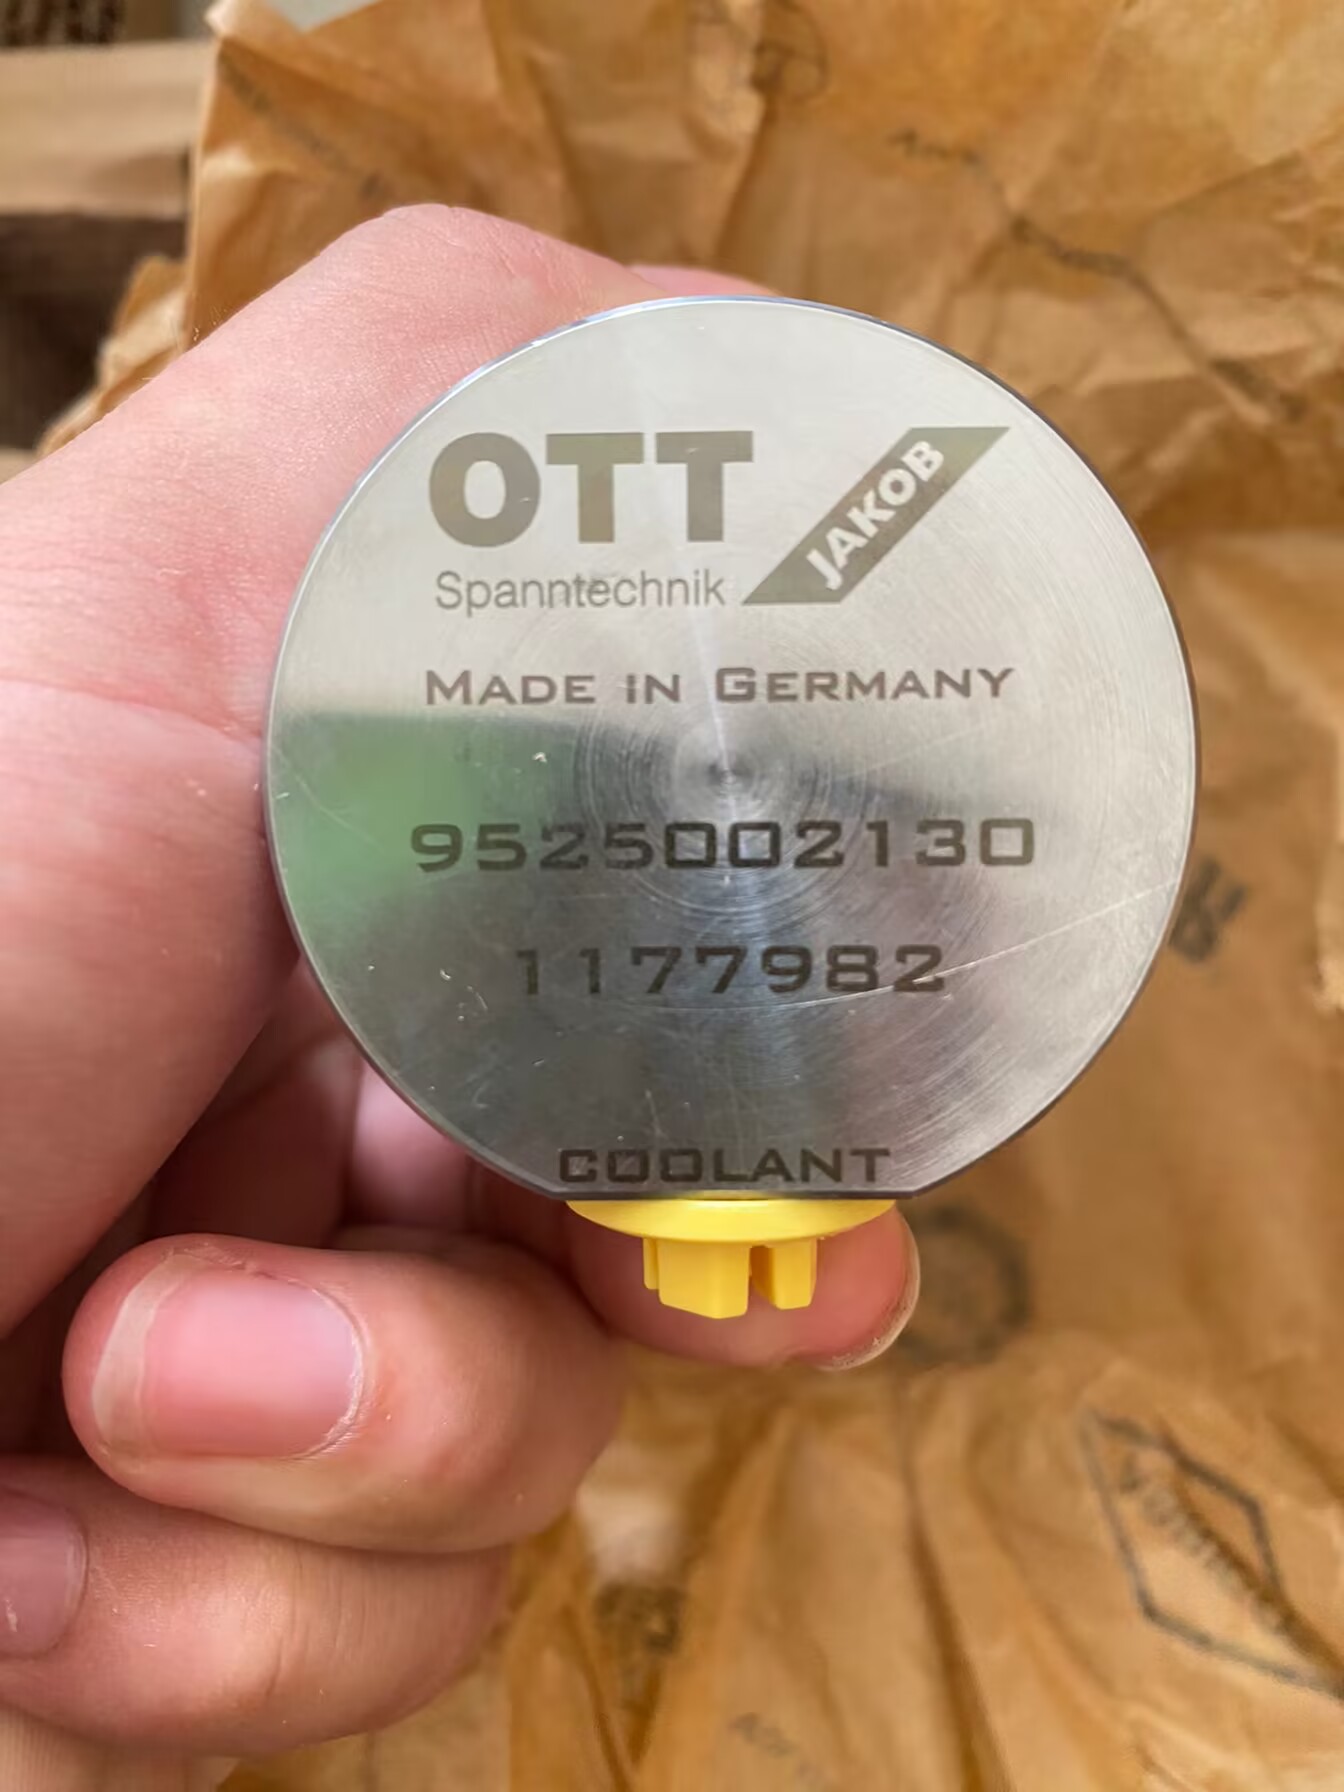 OTT
JAKOB
Spanntechnik
MADE IN GERMANY
9525002130
1177982
COOLANT